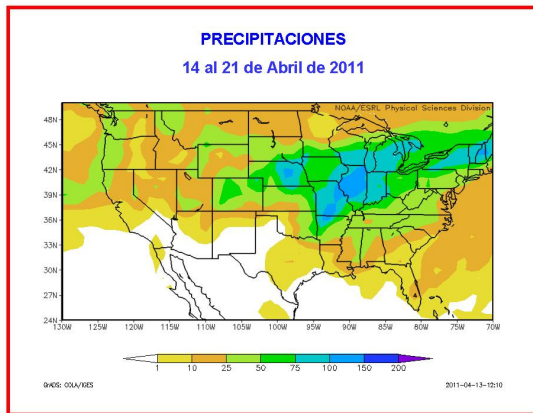 PRECIPITACIONES
14 al 21 de Abril de 2011
NOAA/ESRL Physical Sciences Division
48N
45N
42N
39N
36N
33N
30N
27N
24N
130W 125W 120W 115W 110W 105W 100W 95W 90W 85W 80W 75W 70W
1 10 25 50 75 100 150 200
GrADS: COLA/IGES 2011-04-13-12:10